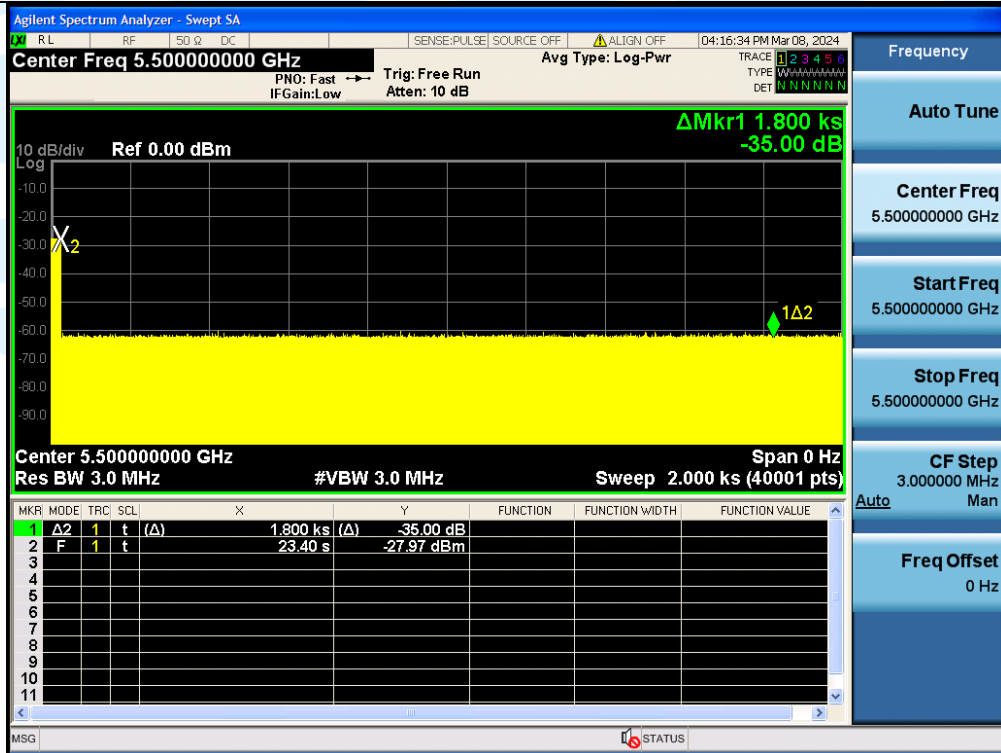 Agilent Spectrum Analyzer - Swept SA
LXI RL RF 50 Ω DC SENSE:PULSE SOURCE OFF ALIGN OFF 04:16:34 PM Mar 08, 2024
Center Freq 5.500000000 GHz
PNO: Fast
IFGain:Low
Trig: Free Run
Atten: 10 dB
Avg Type: Log-Pwr
TRACE 1 2 3 4 5 6
TYPE WWWWWW
DET N N N N N N
ΔMkr1 1.800 ks
-35.00 dB
10 dB/div Ref 0.00 dBm
Log
-10.0
-20.0
-30.0
-40.0
-50.0
-60.0
-70.0
-80.0
-90.0
X2
1Δ2
Center 5.500000000 GHz Span 0 Hz
Res BW 3.0 MHz #VBW 3.0 MHz Sweep 2.000 ks (40001 pts)
MKR MODE TRC SCL X Y FUNCTION FUNCTION WIDTH FUNCTION VALUE
1 Δ2 1 t (Δ) 1.800 ks (Δ) -35.00 dB
2 F 1 t 23.40 s -27.97 dBm
3
4
5
6
7
8
9
10
11
MSG STATUS
Frequency
Auto Tune
Center Freq
5.500000000 GHz
Start Freq
5.500000000 GHz
Stop Freq
5.500000000 GHz
CF Step
3.000000 MHz
Auto Man
Freq Offset
0 Hz